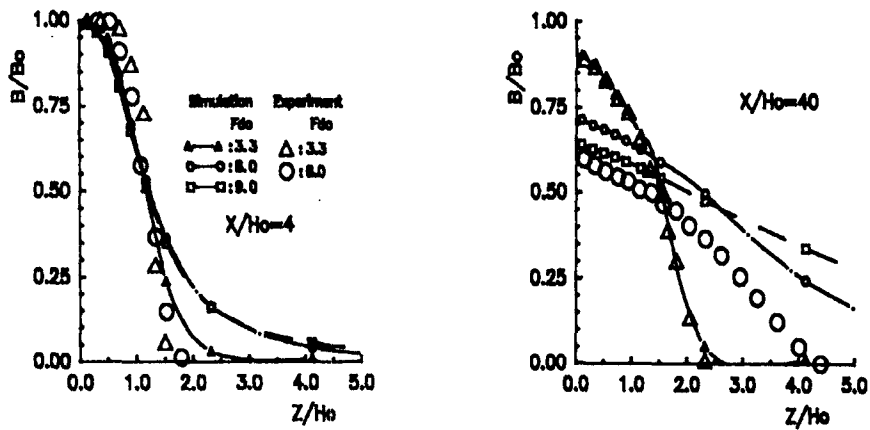 B/Bo
1.00
0.75
0.50
0.25
0.00
Simulation Experiment
Fdo Fdo
:3.3 :3.3
:6.0 :6.0
:9.0
X/Ho=4
0.0 1.0 2.0 3.0 4.0 5.0
Z/Ho
B/Bo
1.00
0.75
0.50
0.25
0.00
X/Ho=40
0.0 1.0 2.0 3.0 4.0 5.0
Z/Ho